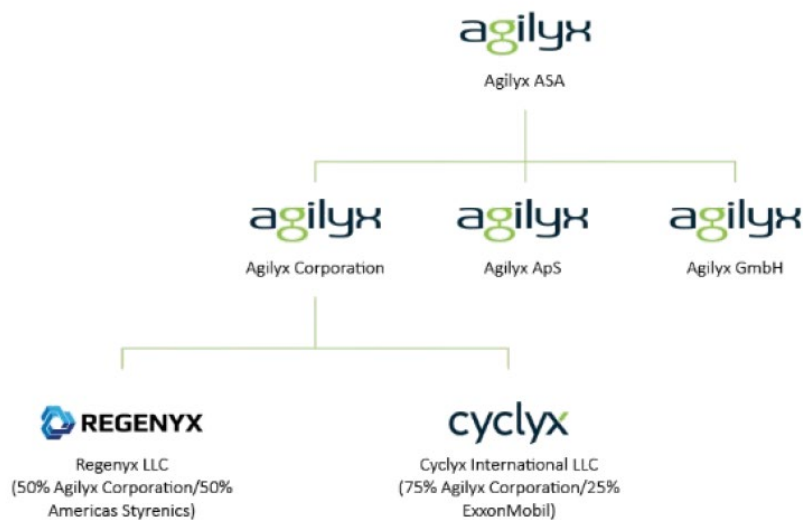 agilyx
Agilyx ASA
agilyx
agilyx
agilyx
Agilyx Corporation
Agilyx ApS
Agilyx GmbH
REGENYX
cyclyx
Regenyx LLC
(50% Agilyx Corporation/50%
Americas Styrenics)
Cyclyx International LLC
(75% Agilyx Corporation/25%
ExxonMobil)